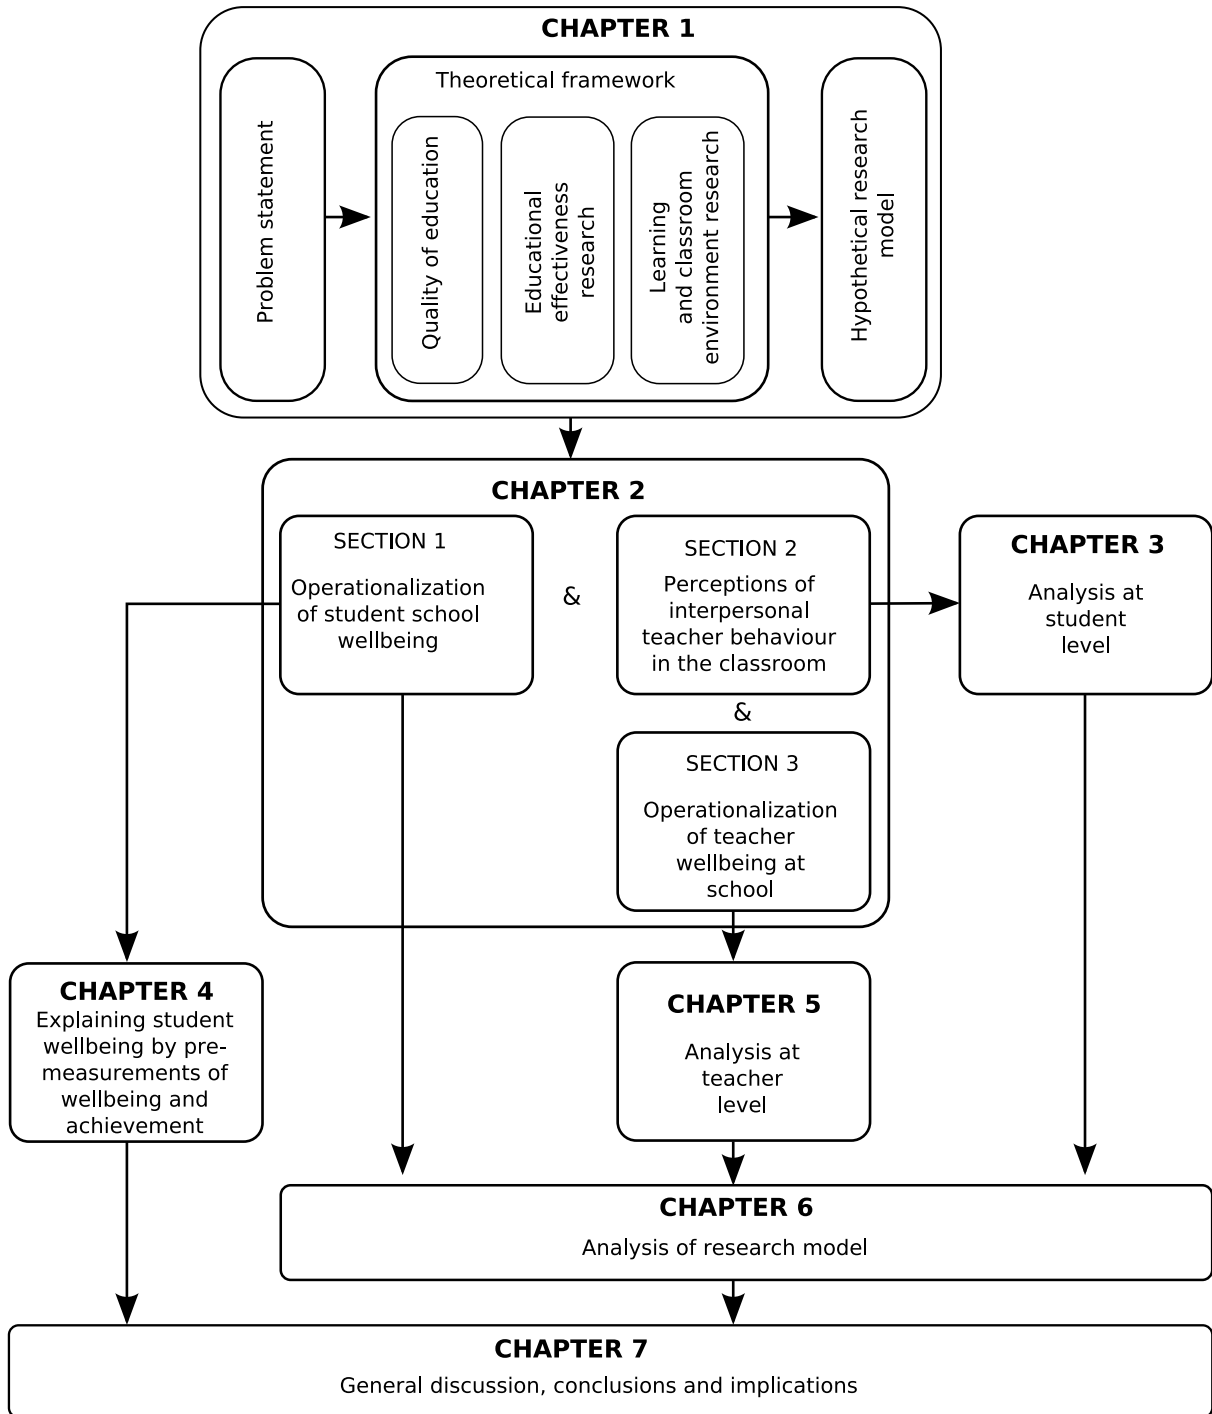 CHAPTER 1
Problem statement
Theoretical framework
Quality of education
Educational
effectiveness
research
Learning
and classroom
environment research
Hypothetical research
model
CHAPTER 2
SECTION 1
Operationalization
of student school
wellbeing
&
SECTION 2
Perceptions of
interpersonal
teacher behaviour
in the classroom
&
SECTION 3
Operationalization
of teacher
wellbeing at
school
CHAPTER 3
Analysis at
student
level
CHAPTER 4
Explaining student
wellbeing by pre-
measurements of
wellbeing and
achievement
CHAPTER 5
Analysis at
teacher
level
CHAPTER 6
Analysis of research model
CHAPTER 7
General discussion, conclusions and implications